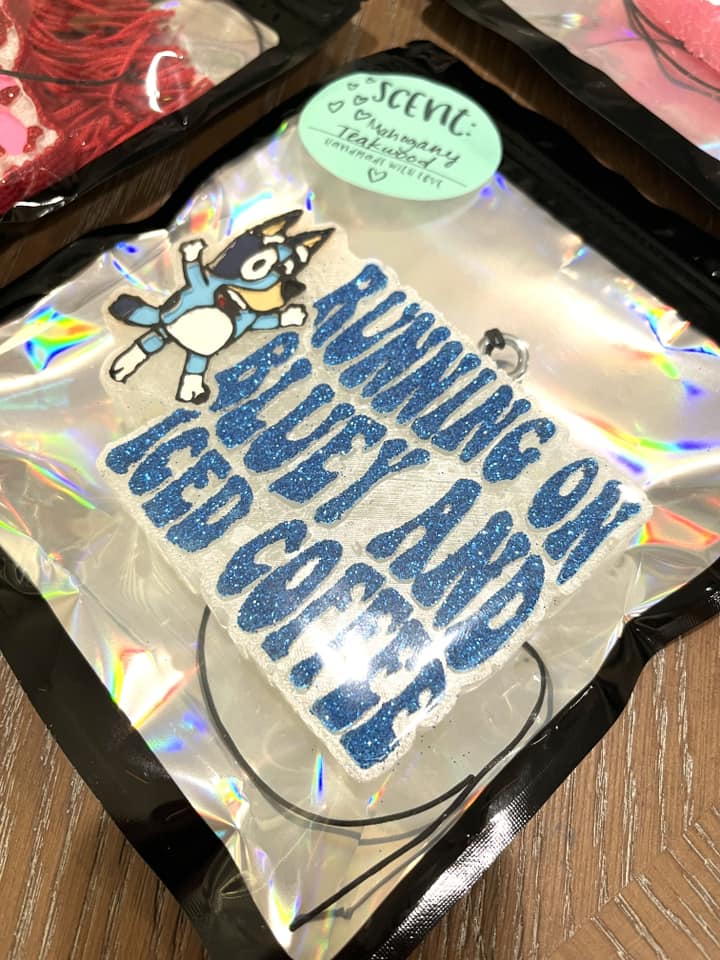 SCENT:
Mahogany
Teakwood
HANDMADE WITH LOVE
RUNNING ON
BLUEY AND
ICED COFFEE